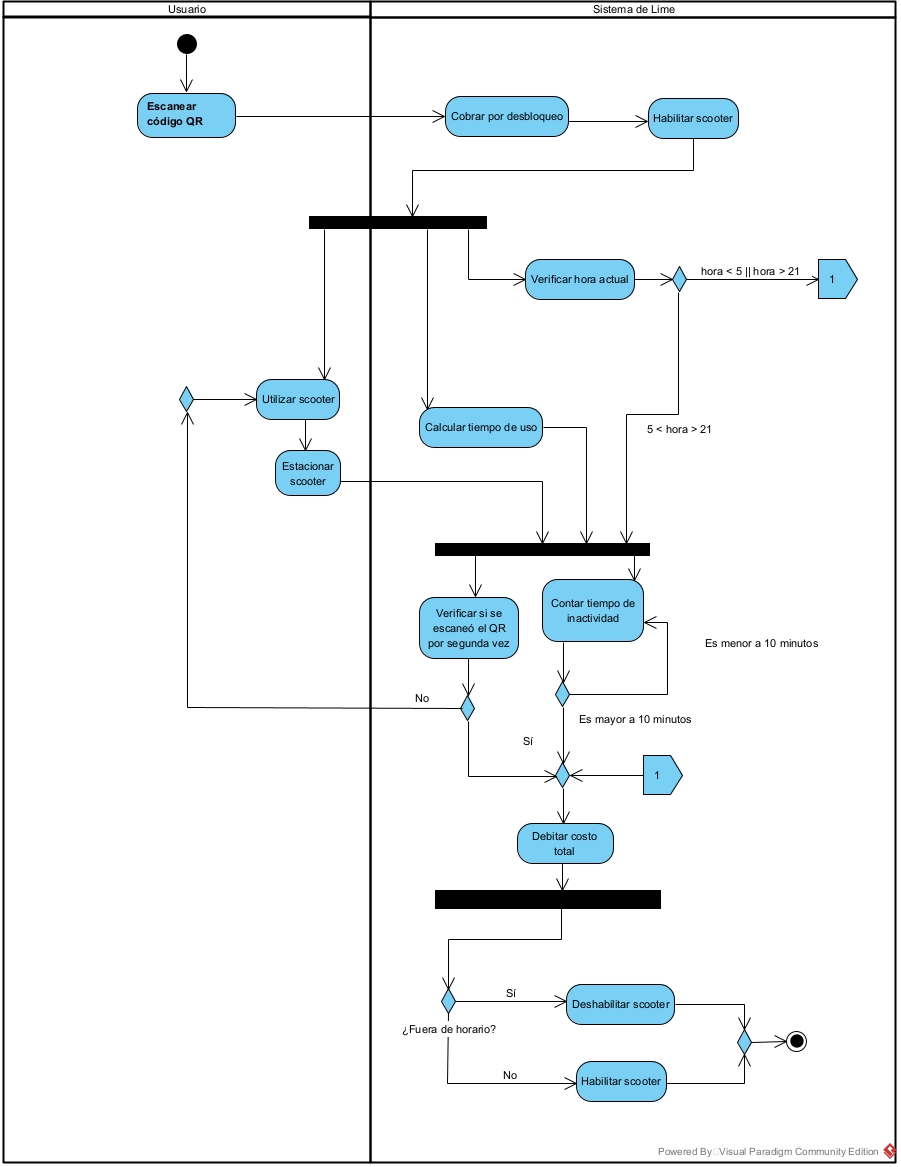 Usuario
Sistema de Lime
Escanear
código QR
Cobrar por desbloqueo
Habilitar scooter
Verificar hora actual
hora < 5 || hora > 21
1
Utilizar scooter
Calcular tiempo de uso
5 < hora > 21
Estacionar
scooter
Verificar si se
escaneó el QR
por segunda vez
Contar tiempo de
inactividad
Es menor a 10 minutos
No
Es mayor a 10 minutos
Sí
1
Debitar costo
total
Sí
Deshabilitar scooter
¿Fuera de horario?
No
Habilitar scooter
Powered By Visual Paradigm Community Edition